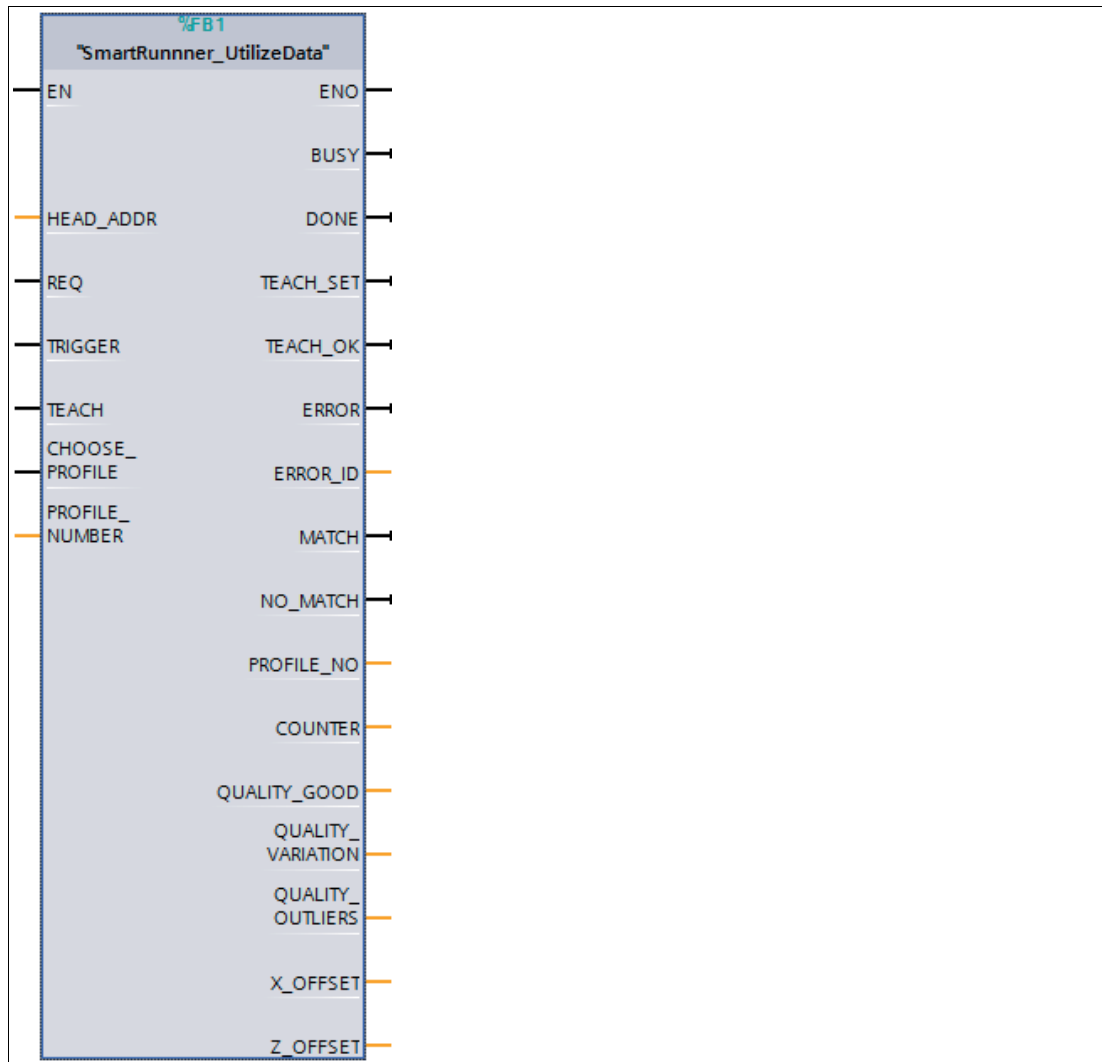 %FB1
"SmartRunnner_UtilizeData"
EN ENO
BUSY
HEAD_ADDR DONE
REQ TEACH_SET
TRIGGER TEACH_OK
TEACH ERROR
CHOOSE_
PROFILE ERROR_ID
PROFILE_
NUMBER MATCH
NO_MATCH
PROFILE_NO
COUNTER
QUALITY_GOOD
QUALITY_
VARIATION
QUALITY_
OUTLIERS
X_OFFSET
Z_OFFSET